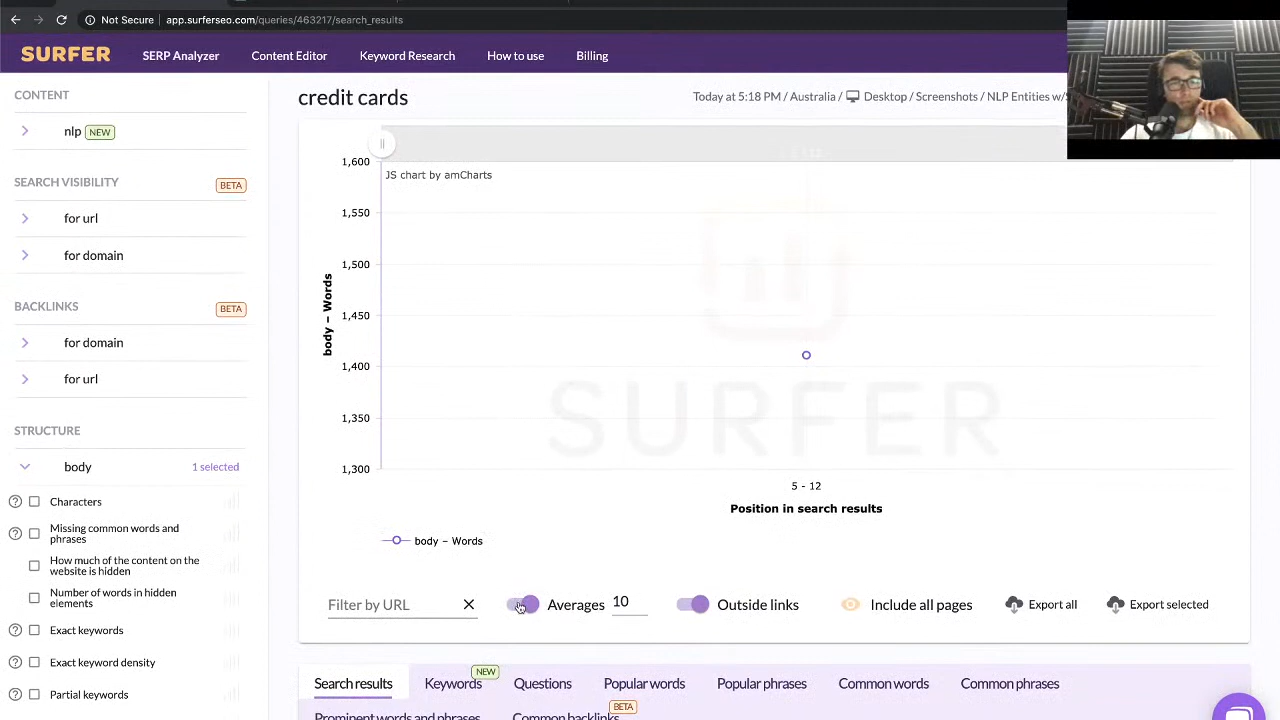 Not Secure | app.surferseo.com/queries/463217/search_results
SURFER
SERP Analyzer
Content Editor
Keyword Research
Billing
CONTENT
nlp NEW
SEARCH VISIBILITY
BETA
for url
for domain
BACKLINKS
BETA
for domain
for url
STRUCTURE
body
1 selected
Characters
Missing common words and
phrases
How much of the content on the
website is hidden
Number of words in hidden
elements
Exact keywords
Exact keyword density
Partial keywords
credit cards
Today at 5:18 PM / Australia / Desktop / Screenshots / NLP Entities
JS chart by amCharts
1,600
1,550
1,500
1,450
1,400
1,350
1,300
body – Words
SURFER
5 - 12
Position in search results
body – Words
Filter by URL
Averages 10
Outside links
Include all pages
Export all
Export selected
Search results
Keywords
NEW
Questions
Popular words
Popular phrases
Common words
Common phrases
Prominent words and phrases
Common backlinks
BETA